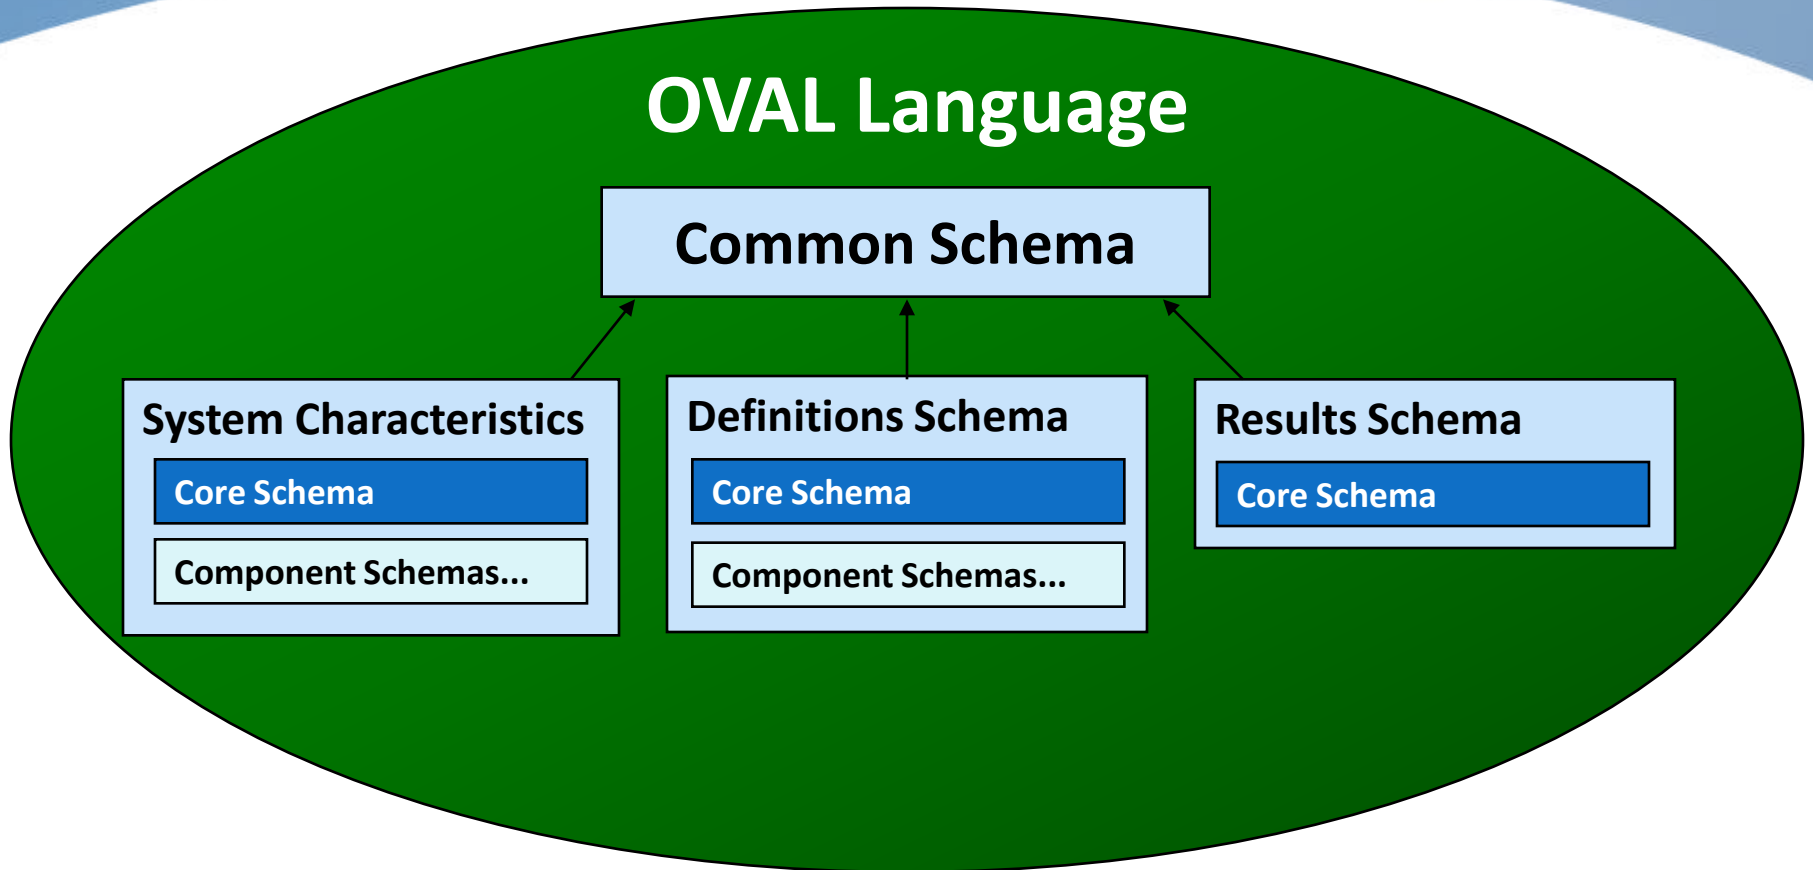 OVAL Language
Common Schema
System Characteristics
Core Schema
Component Schemas...
Definitions Schema
Core Schema
Component Schemas...
Results Schema
Core Schema